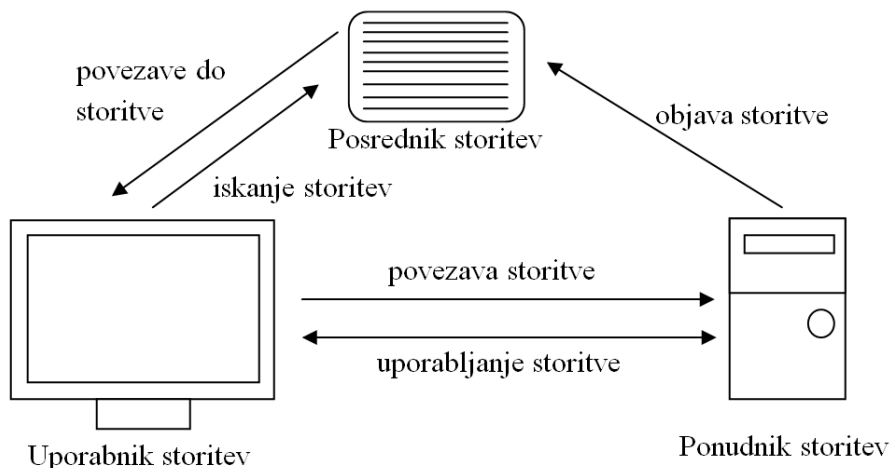 povezave do
storitve
objava storitve
Posrednik storitev
iskanje storitev
povezava storitve
uporabljanje storitve
Uporabnik storitev
Ponudnik storitev